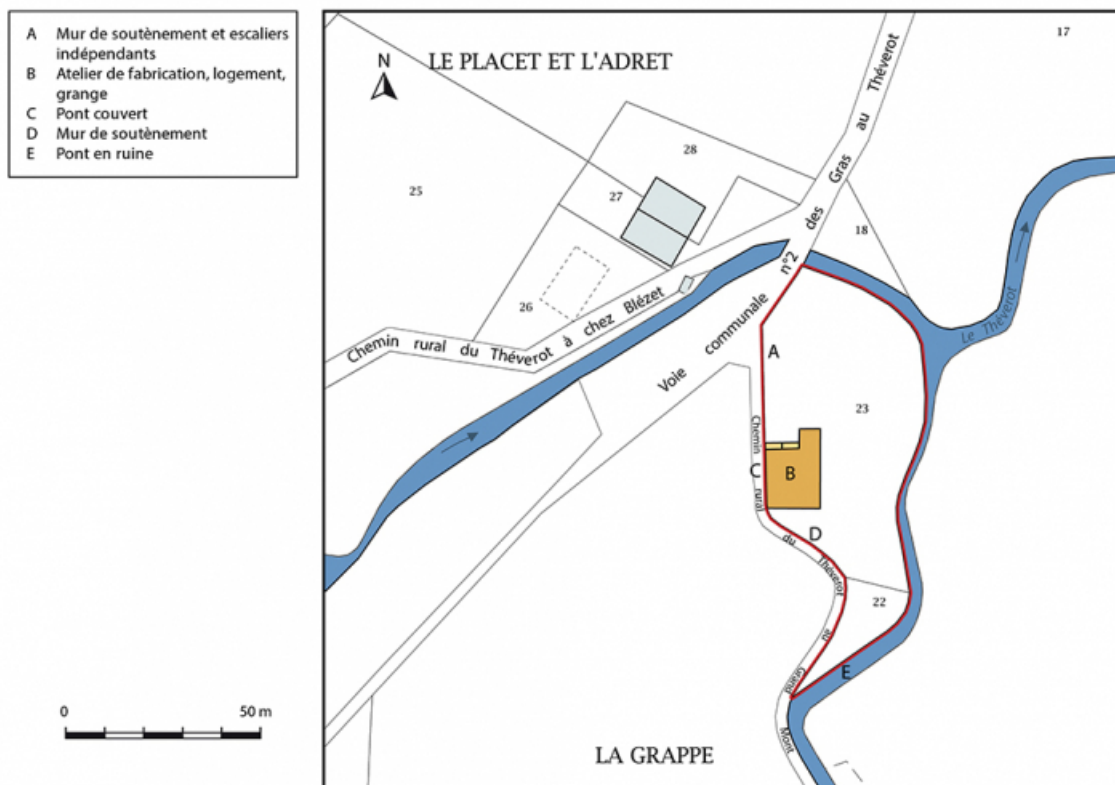 A Mur de soutènement et escaliers
indépendants
B Atelier de fabrication, logement,
grange
C Pont couvert
D Mur de soutènement
E Pont en ruine
17
N
LE PLACET ET L'ADRET
28
25
27
18
26
Voie communale n°2 des Gras au Théverot
Chemin rural du Théverot à chez Blézet
Le Théverot
A
23
C
B
D
22
E
Chemin rural du Théverot au Grand Mont
0 50 m
LA GRAPPE